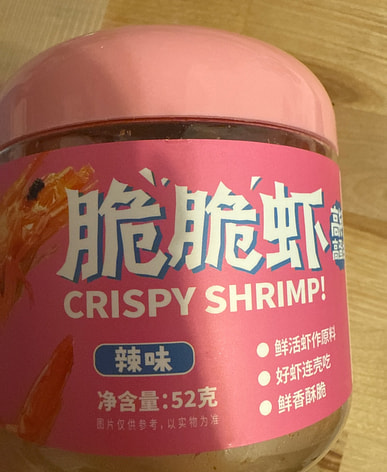 脆脆虾
CRISPY SHRIMP!
辣味
净含量:52克
图片仅供参考,以实物为准
鲜活虾作原料
好虾连壳吃
鲜香酥脆